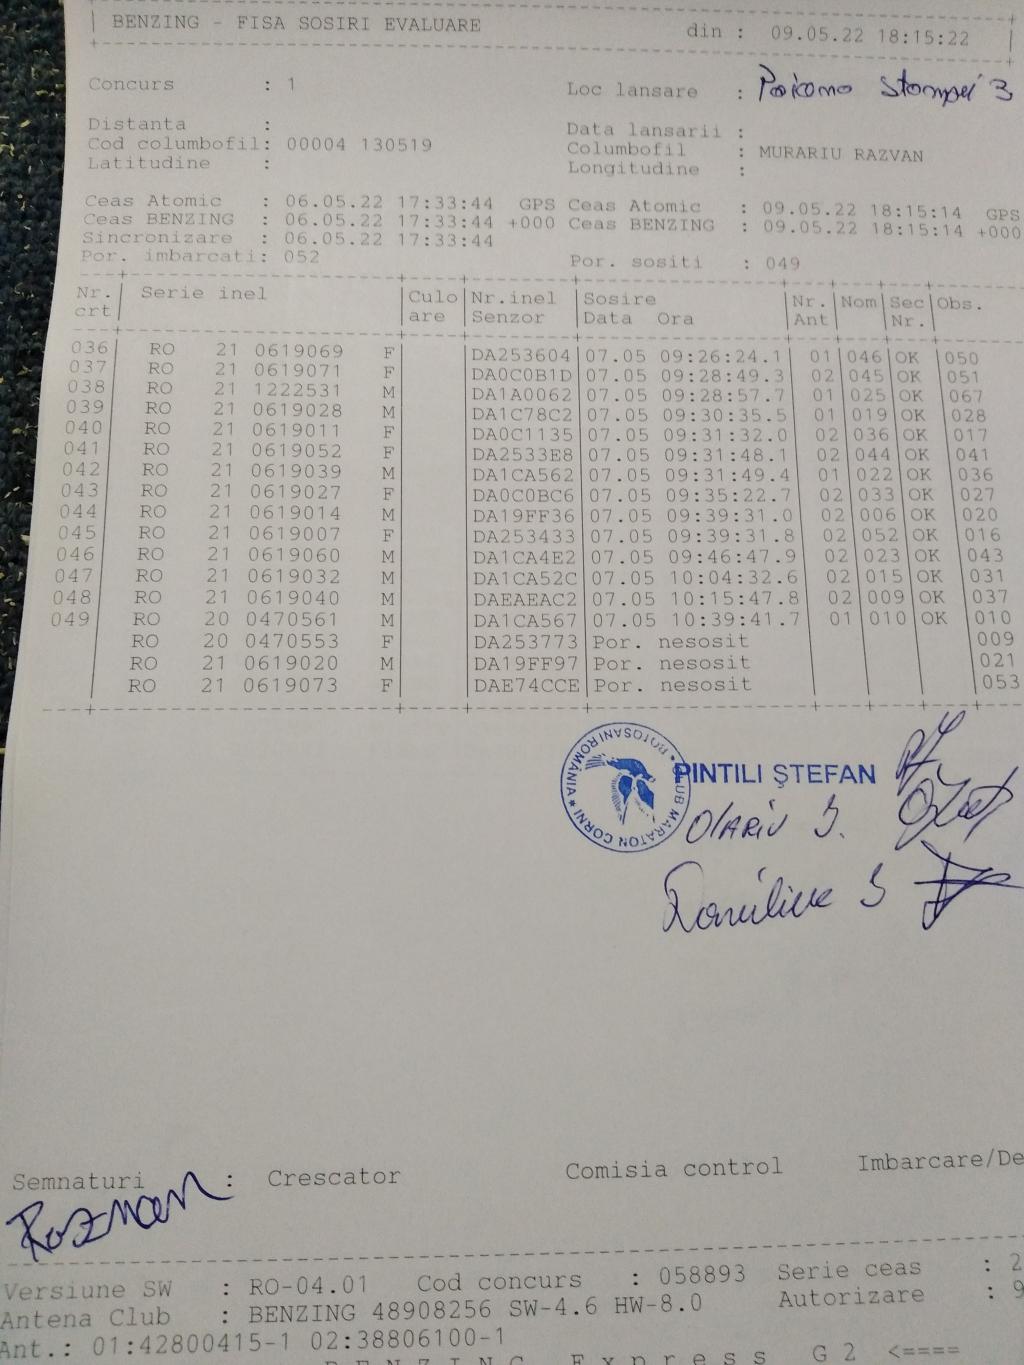 BENZING - FISA SOSIRI EVALUARE din : 09.05.22 18:15:22
Concurs : 1 Loc lansare : Poiana Stampei 3
Distanta : Data lansarii :
Cod columbofil: 00004 130519 Columbofil : MURARIU RAZVAN
Latitudine : Longitudine :
Ceas Atomic : 06.05.22 17:33:44 GPS Ceas Atomic : 09.05.22 18:15:14 GPS
Ceas BENZING : 06.05.22 17:33:44 +000 Ceas BENZING : 09.05.22 18:15:14 +000
Sincronizare : 06.05.22 17:33:44
Por. imbarcati: 052 Por. sositi : 049
Nr. Serie inel Culo Nr.inel Sosire Nr. Nom Sec Obs.
crt are Senzor Data Ora Ant Nr.
036 RO 21 0619069 F DA253604 07.05 09:26:24.1 01 046 OK 050
037 RO 21 0619071 F DA0C0B1D 07.05 09:28:49.3 02 045 OK 051
038 RO 21 1222531 M DA1A0062 07.05 09:28:57.7 01 025 OK 067
039 RO 21 0619028 M DA1C78C2 07.05 09:30:35.5 01 019 OK 028
040 RO 21 0619011 F DA0C1135 07.05 09:31:32.0 02 036 OK 017
041 RO 21 0619052 F DA2533E8 07.05 09:31:48.1 02 044 OK 041
042 RO 21 0619039 M DA1CA562 07.05 09:31:49.4 01 022 OK 036
043 RO 21 0619027 F DA0C0BC6 07.05 09:35:22.7 02 033 OK 027
044 RO 21 0619014 M DA19FF36 07.05 09:39:31.0 02 006 OK 020
045 RO 21 0619007 F DA253433 07.05 09:39:31.8 02 052 OK 016
046 RO 21 0619060 M DA1CA4E2 07.05 09:46:47.9 02 023 OK 043
047 RO 21 0619032 M DA1CA52C 07.05 10:04:32.6 02 015 OK 031
048 RO 21 0619040 M DAEAEAC2 07.05 10:15:47.8 02 009 OK 037
049 RO 20 0470561 M DA1CA567 07.05 10:39:41.7 01 010 OK 010
RO 20 0470553 F DA253773 Por. nesosit 009
RO 21 0619020 M DA19FF97 Por. nesosit 021
RO 21 0619073 F DAE74CCE Por. nesosit 053
CLUB MARATON CORNI * BOTOSANI ROMÂNIA *
PINTILI ŞTEFAN
OlARiU J.
Semnaturi : Crescator Comisia control Imbarcare/De
Razvan
Versiune SW : RO-04.01 Cod concurs : 058893 Serie ceas : 2
Antena Club : BENZING 48908256 SW-4.6 HW-8.0 Autorizare : 9
Ant.: 01:42800415-1 02:38806100-1
BENZING Express G2 <====